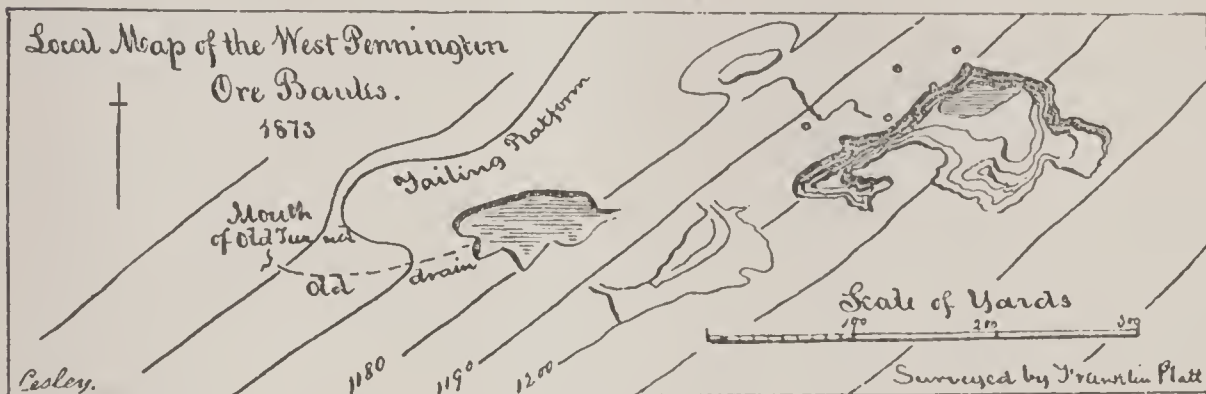 Local Map of the West Pennington
Ore Banks.
1873
Tailing Platform
Mouth
of Old Tunnel
Old drain
Scale of Yards
100 200 300
1180 1190 1200
Lesley.
Surveyed by Franklin Platt